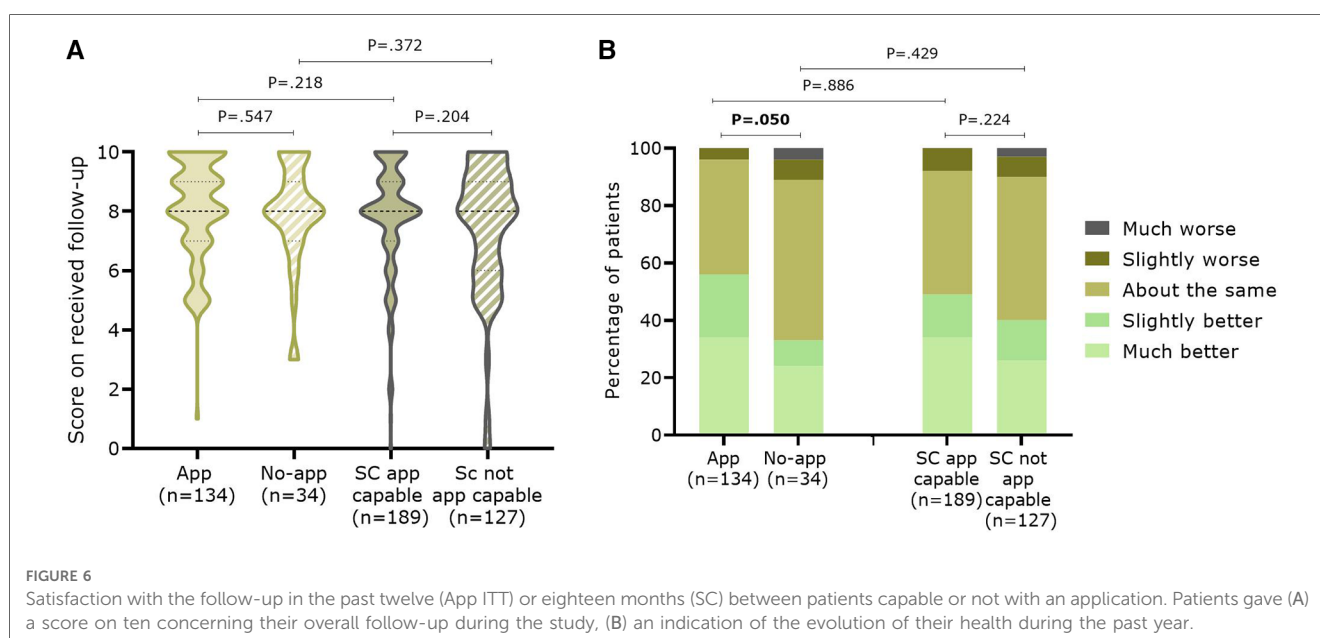 A
P=.372
P=.218
P=.547
P=.204
Score on received follow-up
10
8
6
4
2
0
App
(n=134)
No-app
(n=34)
SC app
capable
(n=189)
Sc not
app capable
(n=127)
B
P=.429
P=.886
P=.050
P=.224
Percentage of patients
100
80
60
40
20
0
App
(n=134)
No-app
(n=34)
SC app
capable
(n=189)
SC not
app
capable
(n=127)
Much worse
Slightly worse
About the same
Slightly better
Much better
FIGURE 6
Satisfaction with the follow-up in the past twelve (App ITT) or eighteen months (SC) between patients capable or not with an application. Patients gave (A)
a score on ten concerning their overall follow-up during the study, (B) an indication of the evolution of their health during the past year.